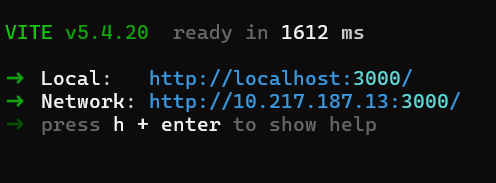 VITE v5.4.20 ready in 1612 ms
➜ Local: http://localhost:3000/
➜ Network: http://10.217.187.13:3000/
➜ press h + enter to show help